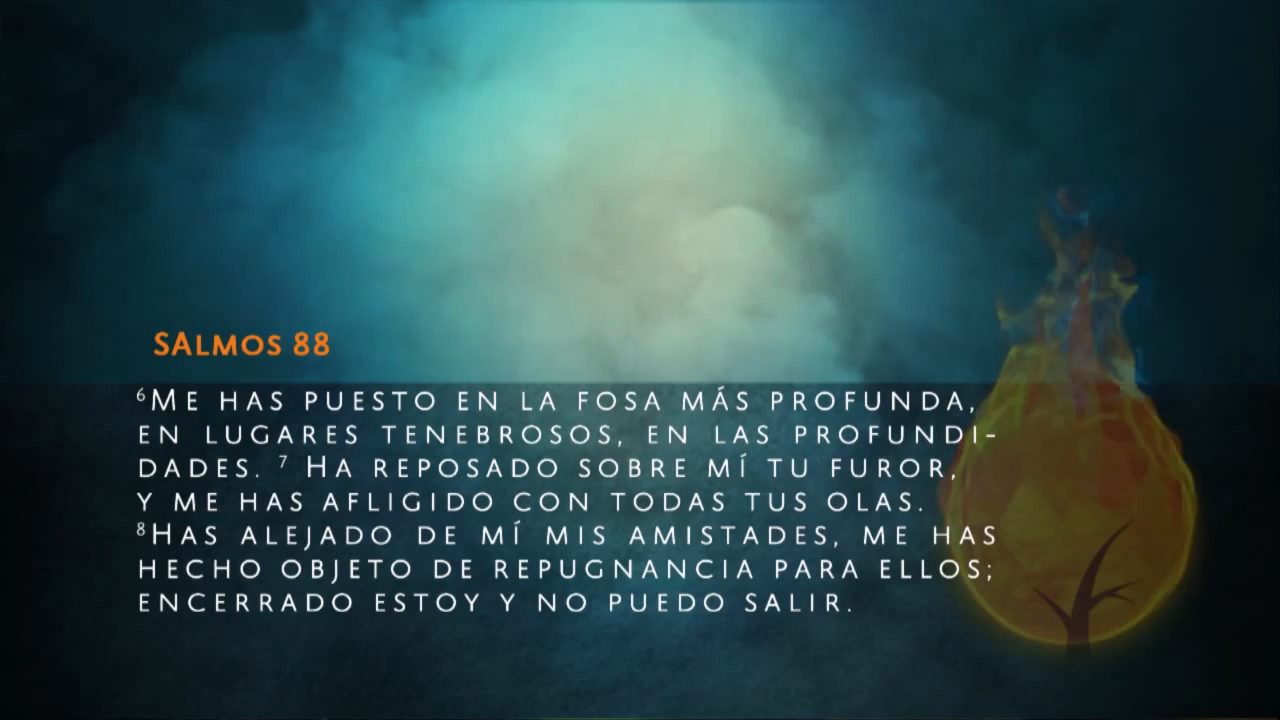 SALMOS 88
⁶ME HAS PUESTO EN LA FOSA MÁS PROFUNDA,
EN LUGARES TENEBROSOS, EN LAS PROFUNDI-
DADES. ⁷ HA REPOSADO SOBRE MÍ TU FUROR,
Y ME HAS AFLIGIDO CON TODAS TUS OLAS.
⁸HAS ALEJADO DE MÍ MIS AMISTADES, ME HAS
HECHO OBJETO DE REPUGNANCIA PARA ELLOS;
ENCERRADO ESTOY Y NO PUEDO SALIR.